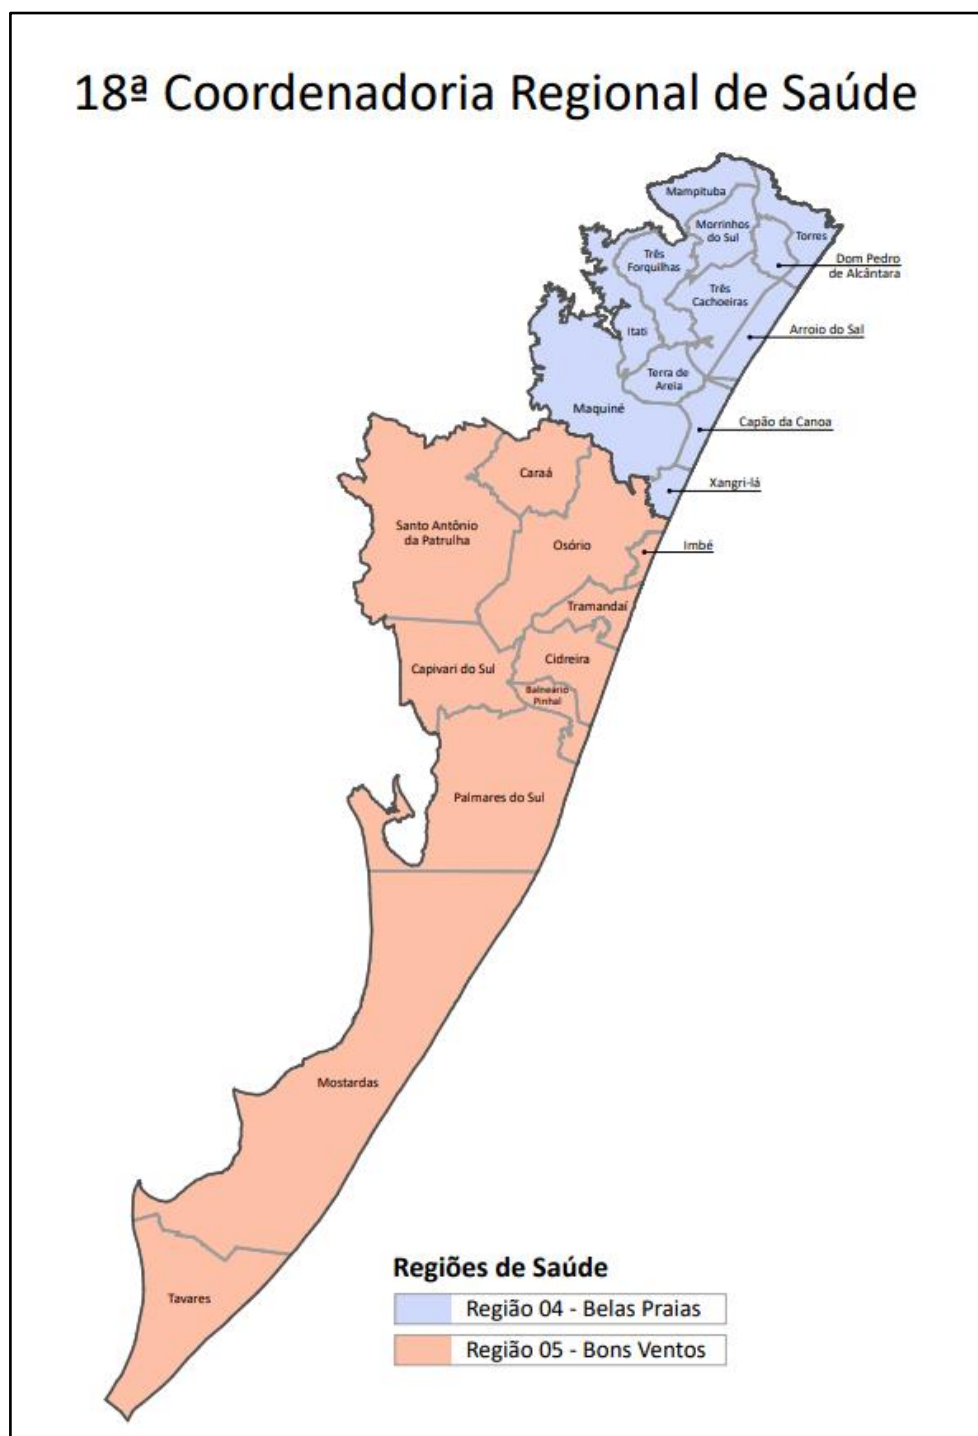 18ª Coordenadoria Regional de Saúde
Mampituba
Morrinhos
do Sul
Torres
Três
Forquilhas
Dom Pedro
de Alcântara
Três
Cachoeiras
Itati
Arroio do Sal
Terra de
Areia
Maquiné
Capão da Canoa
Caraá
Xangri-lá
Santo Antônio
da Patrulha
Osório
Imbé
Tramandaí
Capivari do Sul
Cidreira
Balneário
Pinhal
Palmares do Sul
Mostardas
Tavares
Regiões de Saúde
Região 04 - Belas Praias
Região 05 - Bons Ventos